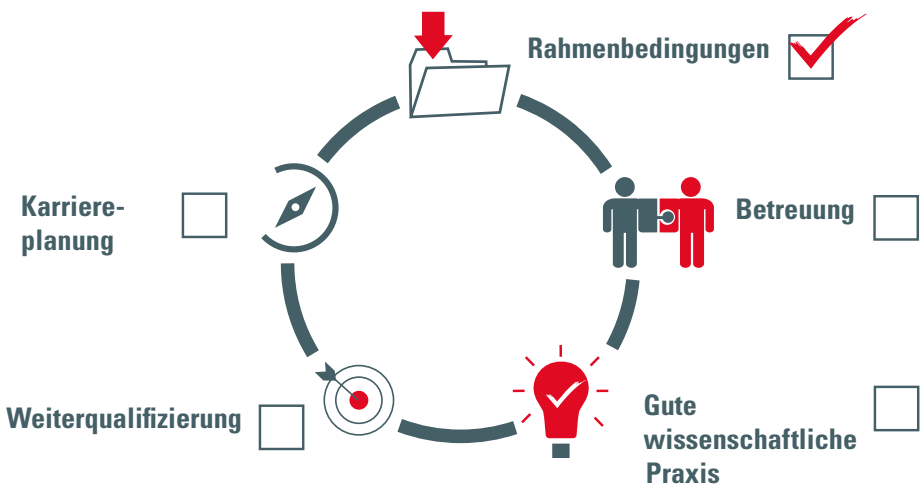 Rahmenbedingungen
Karriere-
planung
Betreuung
Weiterqualifizierung
Gute
wissenschaftliche
Praxis